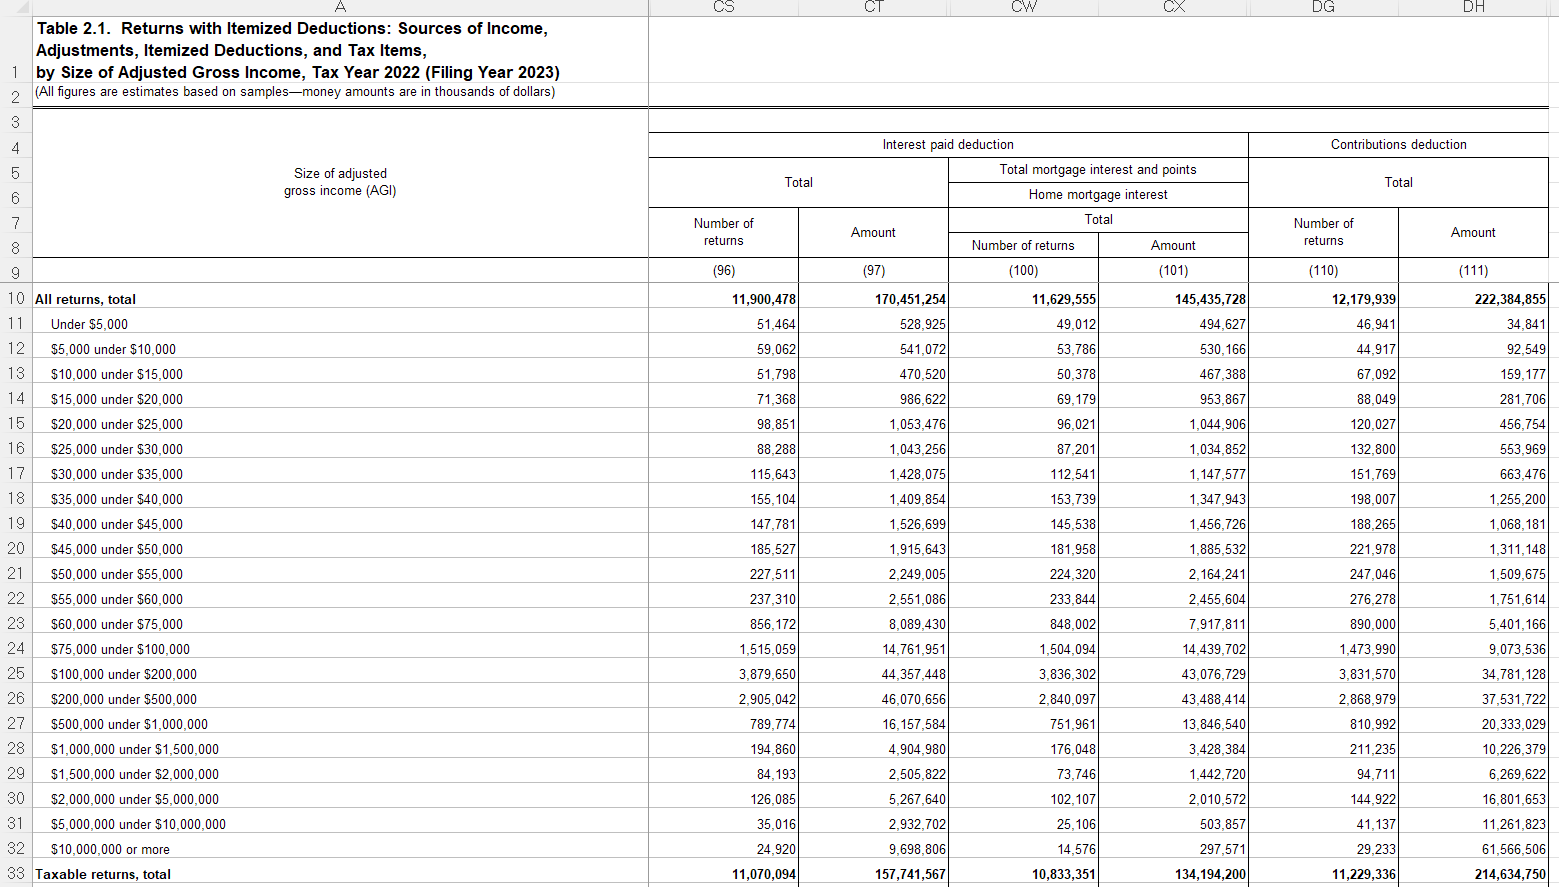 A CS CT CW CX DG DH
Table 2.1. Returns with Itemized Deductions: Sources of Income,
Adjustments, Itemized Deductions, and Tax Items,
1 by Size of Adjusted Gross Income, Tax Year 2022 (Filing Year 2023)
2 (All figures are estimates based on samples—money amounts are in thousands of dollars)
3
4 Interest paid deduction Contributions deduction
5 Size of adjusted Total mortgage interest and points
Total Total
6 gross income (AGI) Home mortgage interest
7 Number of Total Number of
Amount Amount
8 returns Number of returns Amount returns
9 (96) (97) (100) (101) (110) (111)
10 All returns, total 11,900,478 170,451,254 11,629,555 145,435,728 12,179,939 222,384,855
11 Under $5,000 51,464 528,925 49,012 494,627 46,941 34,841
12 $5,000 under $10,000 59,062 541,072 53,786 530,166 44,917 92,549
13 $10,000 under $15,000 51,798 470,520 50,378 467,388 67,092 159,177
14 $15,000 under $20,000 71,368 986,622 69,179 953,867 88,049 281,706
15 $20,000 under $25,000 98,851 1,053,476 96,021 1,044,906 120,027 456,754
16 $25,000 under $30,000 88,288 1,043,256 87,201 1,034,852 132,800 553,969
17 $30,000 under $35,000 115,643 1,428,075 112,541 1,147,577 151,769 663,476
18 $35,000 under $40,000 155,104 1,409,854 153,739 1,347,943 198,007 1,255,200
19 $40,000 under $45,000 147,781 1,526,699 145,538 1,456,726 188,265 1,068,181
20 $45,000 under $50,000 185,527 1,915,643 181,958 1,885,532 221,978 1,311,148
21 $50,000 under $55,000 227,511 2,249,005 224,320 2,164,241 247,046 1,509,675
22 $55,000 under $60,000 237,310 2,551,086 233,844 2,455,604 276,278 1,751,614
23 $60,000 under $75,000 856,172 8,089,430 848,002 7,917,811 890,000 5,401,166
24 $75,000 under $100,000 1,515,059 14,761,951 1,504,094 14,439,702 1,473,990 9,073,536
25 $100,000 under $200,000 3,879,650 44,357,448 3,836,302 43,076,729 3,831,570 34,781,128
26 $200,000 under $500,000 2,905,042 46,070,656 2,840,097 43,488,414 2,868,979 37,531,722
27 $500,000 under $1,000,000 789,774 16,157,584 751,961 13,846,540 810,992 20,333,029
28 $1,000,000 under $1,500,000 194,860 4,904,980 176,048 3,428,384 211,235 10,226,379
29 $1,500,000 under $2,000,000 84,193 2,505,822 73,746 1,442,720 94,711 6,269,622
30 $2,000,000 under $5,000,000 126,085 5,267,640 102,107 2,010,572 144,922 16,801,653
31 $5,000,000 under $10,000,000 35,016 2,932,702 25,106 503,857 41,137 11,261,823
32 $10,000,000 or more 24,920 9,698,806 14,576 297,571 29,233 61,566,506
33 Taxable returns, total 11,070,094 157,741,567 10,833,351 134,194,200 11,229,336 214,634,750